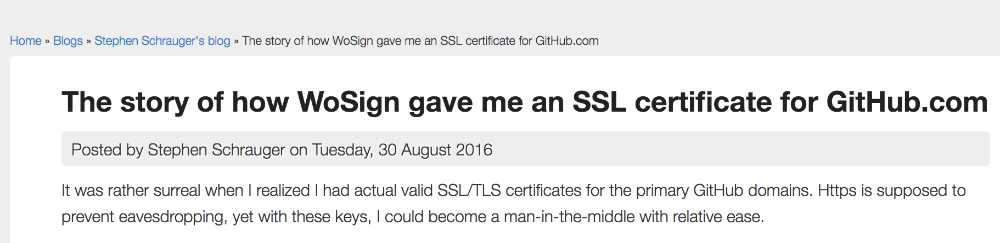 Home » Blogs » Stephen Schrauger's blog » The story of how WoSign gave me an SSL certificate for GitHub.com
The story of how WoSign gave me an SSL certificate for GitHub.com
Posted by Stephen Schrauger on Tuesday, 30 August 2016
It was rather surreal when I realized I had actual valid SSL/TLS certificates for the primary GitHub domains. Https is supposed to
prevent eavesdropping, yet with these keys, I could become a man-in-the-middle with relative ease.